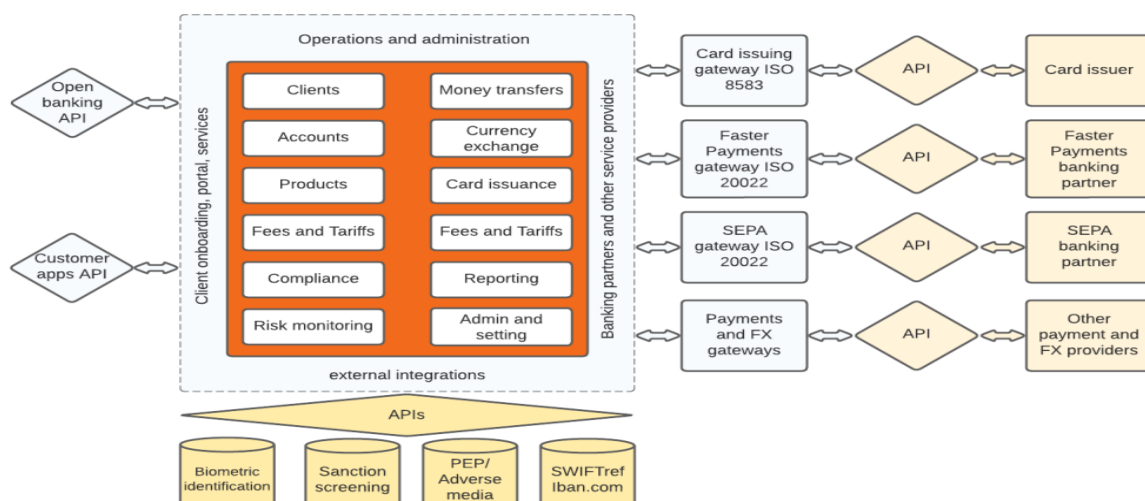 Operations and administration
Open
banking
API
Customer
apps API
Client onboarding, portal, services
Clients
Accounts
Products
Fees and Tariffs
Compliance
Risk monitoring
Money transfers
Currency
exchange
Card issuance
Fees and Tariffs
Reporting
Admin and
setting
Banking partners and other service providers
external integrations
Card issuing
gateway ISO
8583
API
Card issuer
Faster
Payments
gateway ISO
20022
API
Faster
Payments
banking
partner
SEPA
gateway ISO
20022
API
SEPA
banking
partner
Payments
and FX
gateways
API
Other
payment and
FX providers
APIs
Biometric
identification
Sanction
screening
PEP/
Adverse
media
SWIFTref
Iban.com